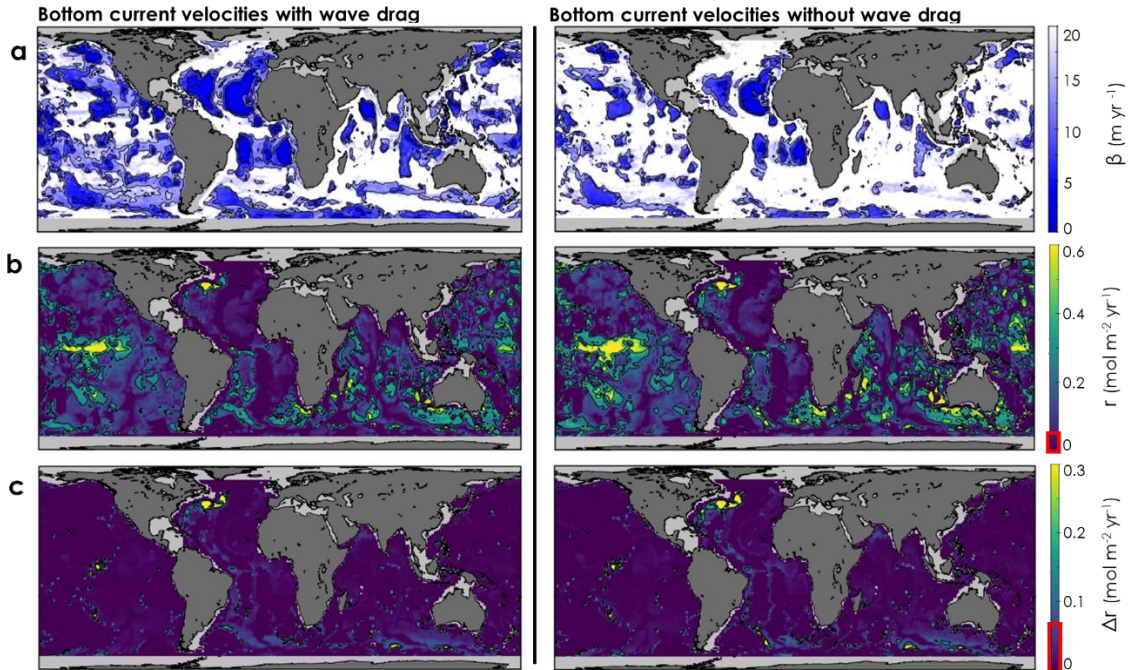 Bottom current velocities with wave drag
Bottom current velocities without wave drag
a
20
15
10
5
0
β (m yr⁻¹)
b
0.6
0.4
0.2
0
r (mol m⁻² yr⁻¹)
c
0.3
0.2
0.1
0
Δr (mol m⁻² yr⁻¹)